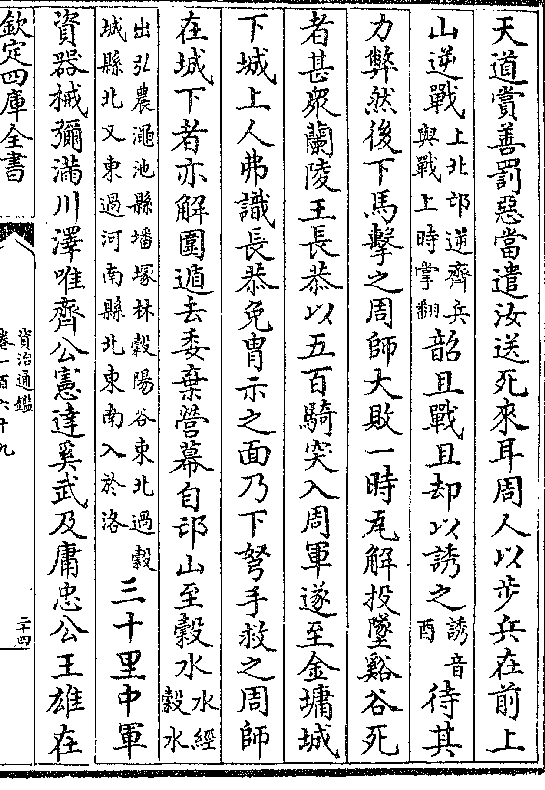 天道賞善罰惡當遣汝送死來耳周人以步兵在前上
山逆戰上北邙逆齊兵與戰上時掌翻韶且戰且却以誘之誘音酉待其
力弊然後下馬擊之周師大敗一時瓦解投墜谿谷死
者甚衆蘭陵王長恭以五百騎突入周軍遂至金墉城
下城上人弗識長恭免胄示之面乃下弩手救之周師
在城下者亦解圍遁去委棄營幕自邙山至穀水水經穀水
出弘農澠池縣墦塚林穀陽谷東北過穀城縣北又東過河南縣北東南入於洛三十里中軍
資器械彌滿川澤唯齊公憲達奚武及庸忠公王雄在
欽定四庫全書
資治通鑑
卷一百六十九
二十四